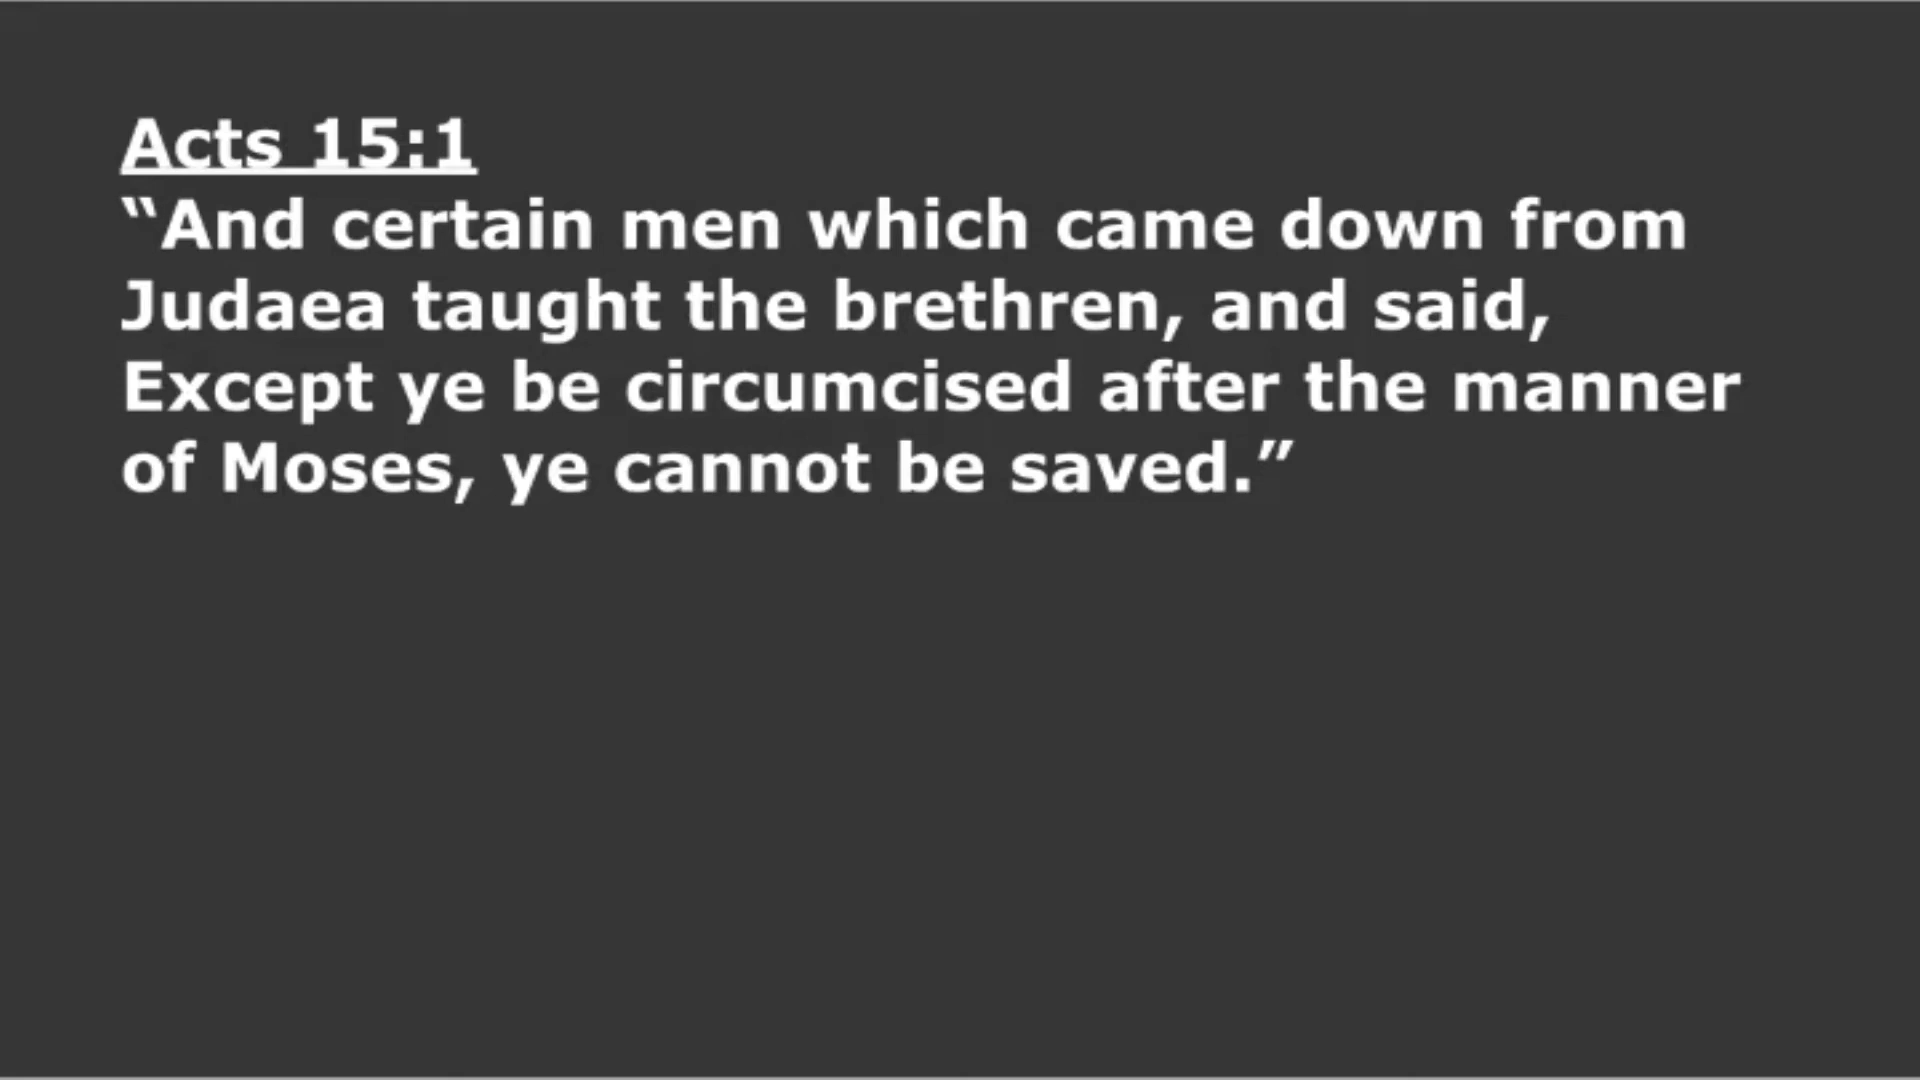 Acts 15:1
“And certain men which came down from
Judaea taught the brethren, and said,
Except ye be circumcised after the manner
of Moses, ye cannot be saved.”